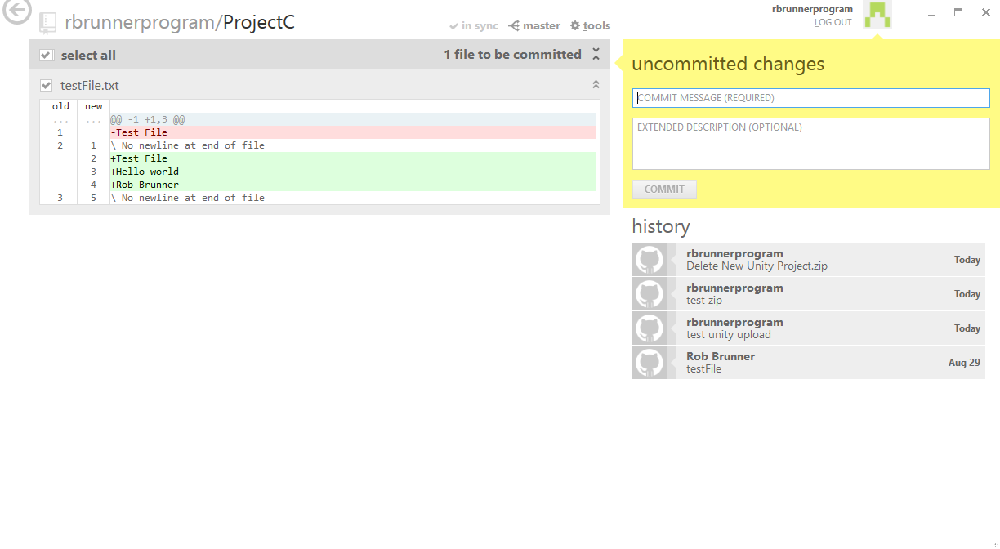 rbrunnerprogram/ProjectC
in sync master tools
rbrunnerprogram
LOG OUT
select all 1 file to be committed
testFile.txt
old new
... ... @@ -1 +1,3 @@
1 -Test File
2 1 \ No newline at end of file
2 +Test File
3 +Hello world
4 +Rob Brunner
3 5 \ No newline at end of file
uncommitted changes
COMMIT MESSAGE (REQUIRED)
EXTENDED DESCRIPTION (OPTIONAL)
COMMIT
history
rbrunnerprogram
Delete New Unity Project.zip
Today
rbrunnerprogram
test zip
Today
rbrunnerprogram
test unity upload
Today
Rob Brunner
testFile
Aug 29